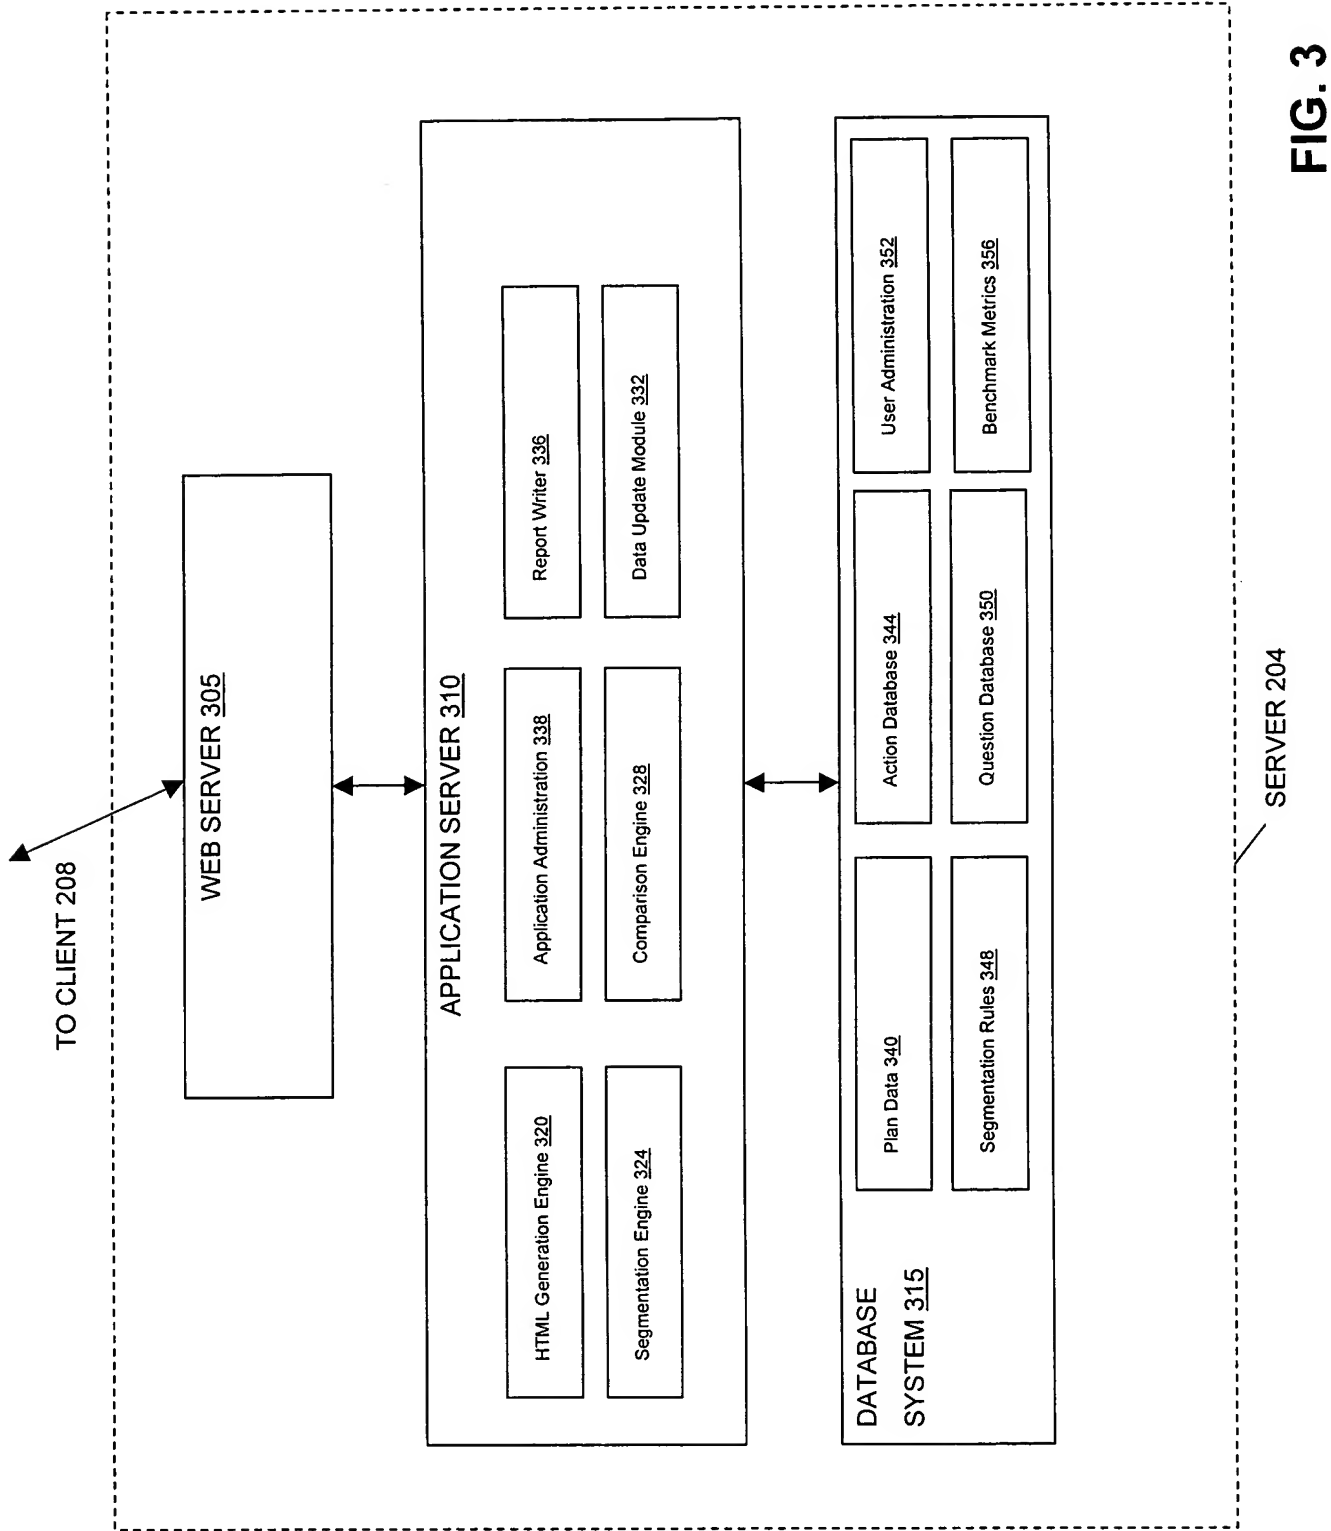 TO CLIENT 208
WEB SERVER 305
APPLICATION SERVER 310
HTML Generation Engine 320
Application Administration 338
Report Writer 336
Segmentation Engine 324
Comparison Engine 328
Data Update Module 332
DATABASE
SYSTEM 315
Plan Data 340
Action Database 344
User Administration 352
Segmentation Rules 348
Question Database 350
Benchmark Metrics 356
SERVER 204
FIG. 3